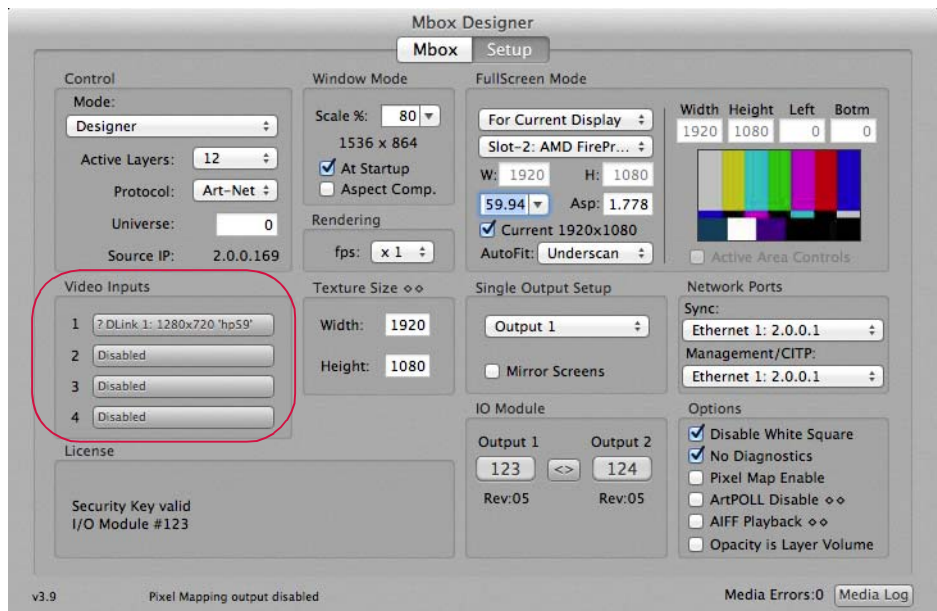 Mbox Designer
Mbox Setup
Control
Mode:
Designer
Active Layers: 12
Protocol: Art-Net
Universe: 0
Source IP: 2.0.0.169
Window Mode
Scale %: 80
1536 x 864
At Startup
Aspect Comp.
Rendering
fps: x 1
FullScreen Mode
For Current Display
Slot-2: AMD FirePr...
W: 1920 H: 1080
59.94 Asp: 1.778
Current 1920x1080
AutoFit: Underscan
Width Height Left Botm
1920 1080 0 0
Active Area Controls
Video Inputs
1 ? DLink 1: 1280x720 "hp59"
2 Disabled
3 Disabled
4 Disabled
Texture Size ◇◇
Width: 1920
Height: 1080
Single Output Setup
Output 1
Mirror Screens
Network Ports
Sync:
Ethernet 1: 2.0.0.1
Management/CITP:
Ethernet 1: 2.0.0.1
License
Security Key valid
I/O Module #123
IO Module
Output 1 Output 2
123 <> 124
Rev:05 Rev:05
Options
Disable White Square
No Diagnostics
Pixel Map Enable
ArtPOLL Disable ◇◇
AIFF Playback ◇◇
Opacity is Layer Volume
v3.9 Pixel Mapping output disabled Media Errors:0 Media Log